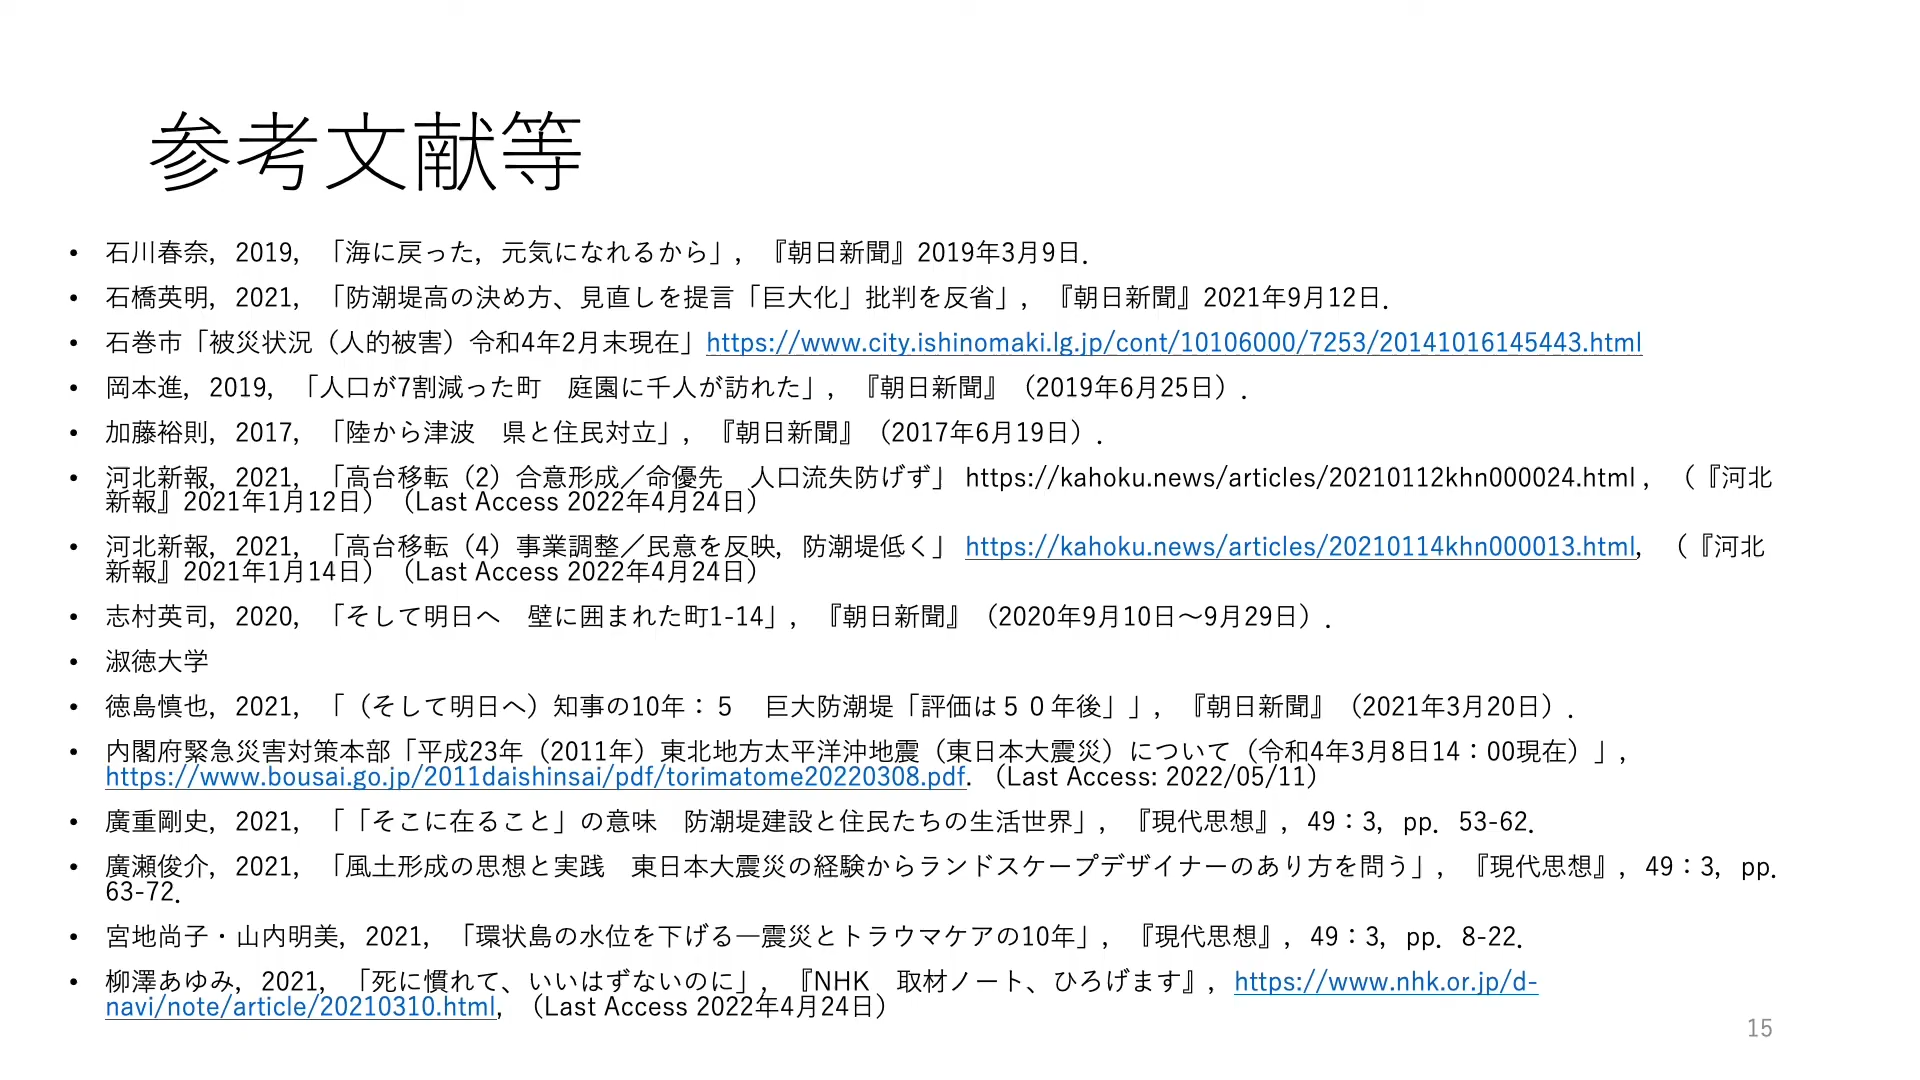 参考文献等
• 石川春奈，2019，「海に戻った，元気になれるから」，『朝日新聞』2019年3月9日．
• 石橋英明，2021，「防潮堤高の決め方、見直しを提言「巨大化」批判を反省」，『朝日新聞』2021年9月12日．
• 石巻市「被災状況（人的被害）令和4年2月末現在」https://www.city.ishinomaki.lg.jp/cont/10106000/7253/20141016145443.html
• 岡本進，2019，「人口が7割減った町　庭園に千人が訪れた」，『朝日新聞』（2019年6月25日）．
• 加藤裕則，2017，「陸から津波　県と住民対立」，『朝日新聞』（2017年6月19日）．
• 河北新報，2021，「高台移転（2）合意形成／命優先　人口流失防げず」 https://kahoku.news/articles/20210112khn000024.html ，（『河北
新報』2021年1月12日）（Last Access 2022年4月24日）
• 河北新報，2021，「高台移転（4）事業調整／民意を反映，防潮堤低く」 https://kahoku.news/articles/20210114khn000013.html，（『河北
新報』2021年1月14日）（Last Access 2022年4月24日）
• 志村英司，2020，「そして明日へ　壁に囲まれた町1-14」，『朝日新聞』（2020年9月10日～9月29日）．
• 淑徳大学
• 徳島慎也，2021，「（そして明日へ）知事の10年：５　巨大防潮堤「評価は５０年後」」，『朝日新聞』（2021年3月20日）．
• 内閣府緊急災害対策本部「平成23年（2011年）東北地方太平洋沖地震（東日本大震災）について（令和4年3月8日14：00現在）」，
https://www.bousai.go.jp/2011daishinsai/pdf/torimatome20220308.pdf. （Last Access: 2022/05/11）
• 廣重剛史，2021，「「そこに在ること」の意味　防潮堤建設と住民たちの生活世界」，『現代思想』，49：3，pp．53-62．
• 廣瀬俊介，2021，「風土形成の思想と実践　東日本大震災の経験からランドスケープデザイナーのあり方を問う」，『現代思想』，49：3，pp．
63-72．
• 宮地尚子・山内明美，2021，「環状島の水位を下げる―震災とトラウマケアの10年」，『現代思想』，49：3，pp．8-22．
• 柳澤あゆみ，2021，「死に慣れて、いいはずないのに」，『NHK　取材ノート、ひろげます』，https://www.nhk.or.jp/d-
navi/note/article/20210310.html，（Last Access 2022年4月24日）
15